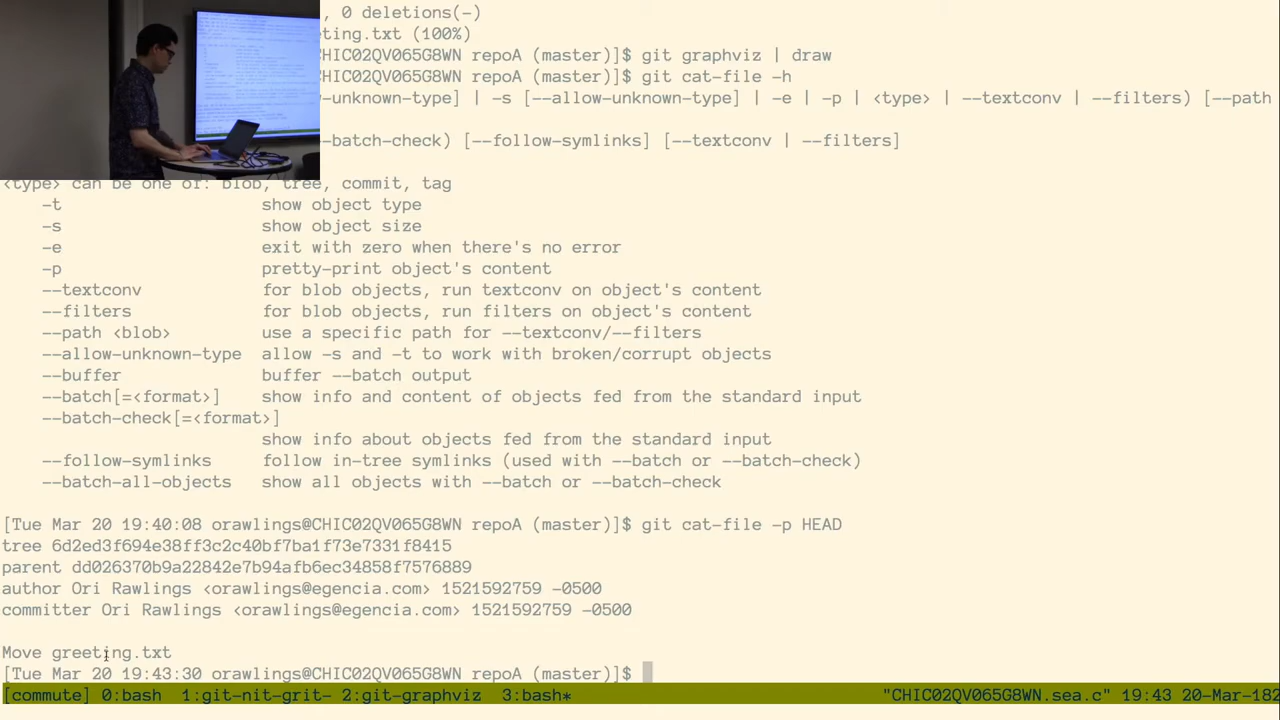 , 0 deletions(-)
ting.txt (100%)
CHIC02QV065G8WN repoA (master)]$ git graphviz | draw
CHIC02QV065G8WN repoA (master)]$ git cat-file -h
-unknown-type] -s [--allow-unknown-type] | -e | -p | <type> | --textconv | --filters) [--path
-batch-check) [--follow-symlinks] [--textconv | --filters]
<type> can be one of: blob, tree, commit, tag
-t show object type
-s show object size
-e exit with zero when there's no error
-p pretty-print object's content
--textconv for blob objects, run textconv on object's content
--filters for blob objects, run filters on object's content
--path <blob> use a specific path for --textconv/--filters
--allow-unknown-type allow -s and -t to work with broken/corrupt objects
--buffer buffer --batch output
--batch[=<format>] show info and content of objects fed from the standard input
--batch-check[=<format>]
show info about objects fed from the standard input
--follow-symlinks follow in-tree symlinks (used with --batch or --batch-check)
--batch-all-objects show all objects with --batch or --batch-check
[Tue Mar 20 19:40:08 orawlings@CHIC02QV065G8WN repoA (master)]$ git cat-file -p HEAD
tree 6d2ed3f694e38ff3c2c40bf7ba1f73e7331f8415
parent dd026370b9a22842e7b94afb6ec34858f7576889
author Ori Rawlings <orawlings@egencia.com> 1521592759 -0500
committer Ori Rawlings <orawlings@egencia.com> 1521592759 -0500
Move greeting.txt
[Tue Mar 20 19:43:30 orawlings@CHIC02QV065G8WN repoA (master)]$
[commute] 0:bash 1:git-nit-grit- 2:git-graphviz 3:bash* "CHIC02QV065G8WN.sea.c" 19:43 20-Mar-182